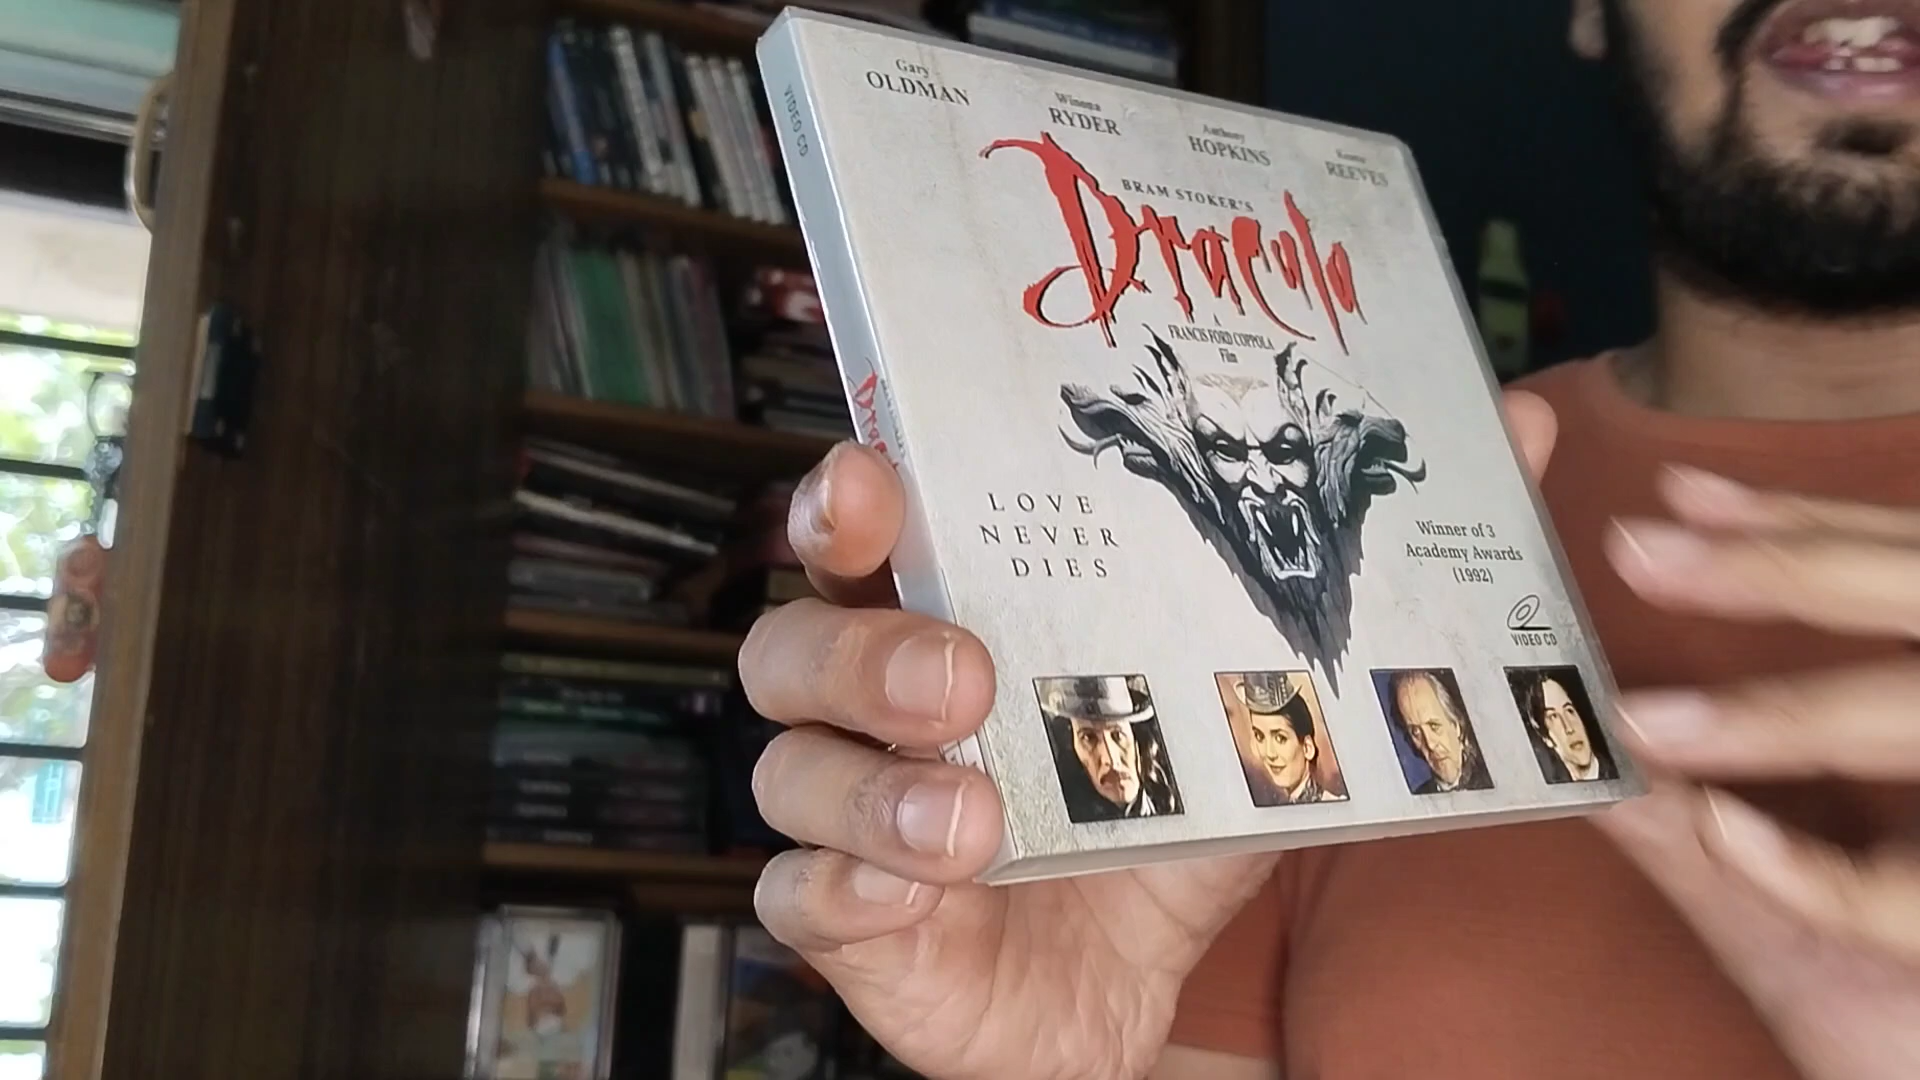 Gary
OLDMAN
Winona
RYDER
Anthony
HOPKINS
Keanu
REEVES
BRAM STOKER'S
Dracula
A
FRANCIS FORD COPPOLA
Film
LOVE
NEVER
DIES
Winner of 3
Academy Awards
(1992)
VIDEO CD
VIDEO CD